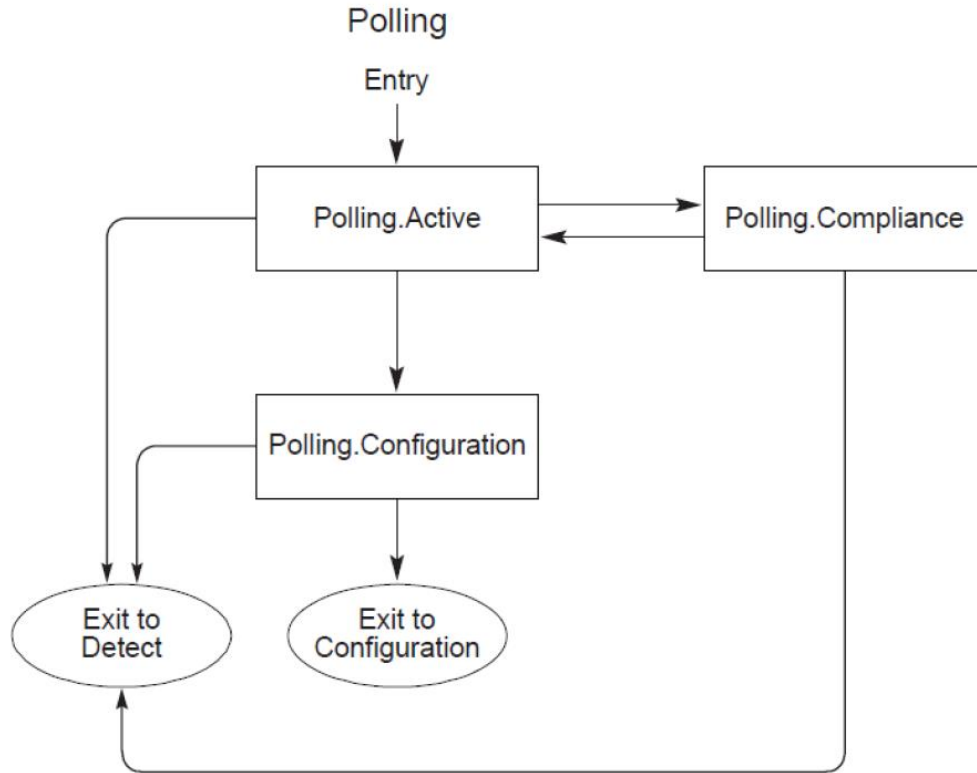 Polling
Entry
Polling.Active
Polling.Compliance
Polling.Configuration
Exit to
Detect
Exit to
Configuration